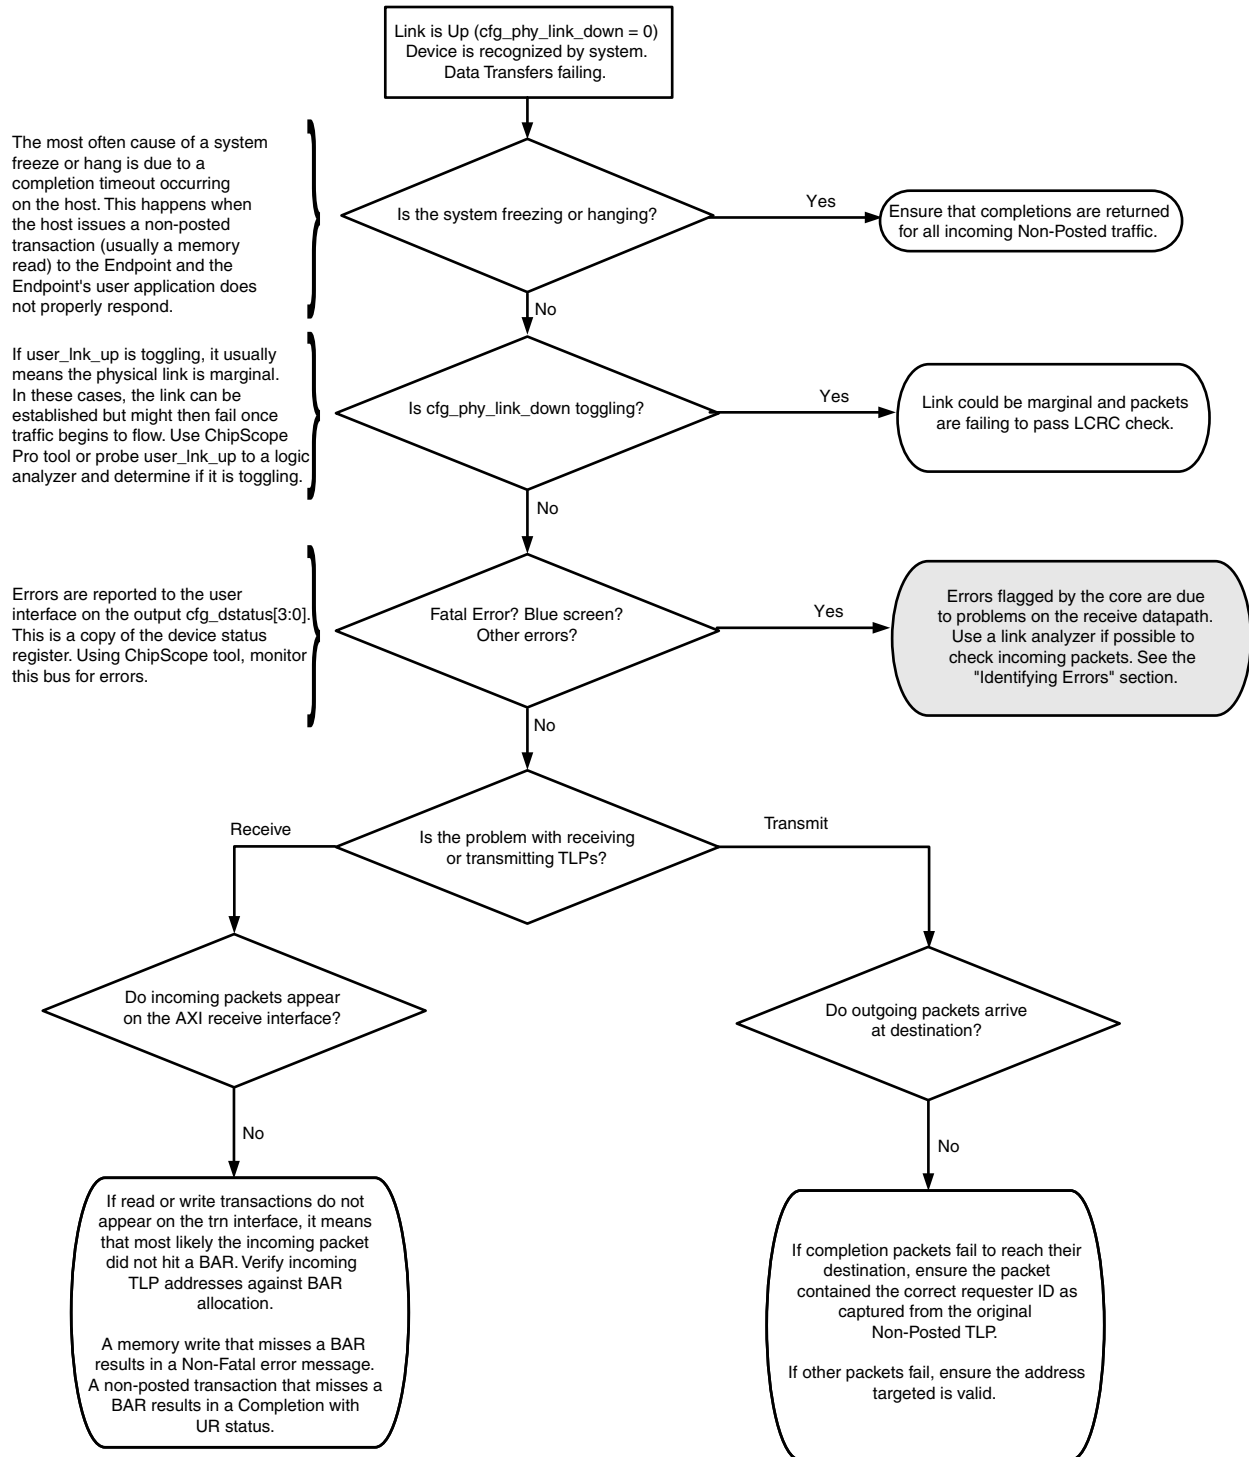 Link is Up (cfg_phy_link_down = 0)
Device is recognized by system.
Data Transfers failing.
The most often cause of a system
freeze or hang is due to a
completion timeout occurring
on the host. This happens when
the host issues a non-posted
transaction (usually a memory
read) to the Endpoint and the
Endpoint's user application does
not properly respond.
Is the system freezing or hanging?
Yes
Ensure that completions are returned
for all incoming Non-Posted traffic.
No
If user_lnk_up is toggling, it usually
means the physical link is marginal.
In these cases, the link can be
established but might then fail once
traffic begins to flow. Use ChipScope
Pro tool or probe user_lnk_up to a logic
analyzer and determine if it is toggling.
Is cfg_phy_link_down toggling?
Yes
Link could be marginal and packets
are failing to pass LCRC check.
No
Errors are reported to the user
interface on the output cfg_dstatus[3:0].
This is a copy of the device status
register. Using ChipScope tool, monitor
this bus for errors.
Fatal Error? Blue screen?
Other errors?
Yes
Errors flagged by the core are due
to problems on the receive datapath.
Use a link analyzer if possible to
check incoming packets. See the
"Identifying Errors" section.
No
Is the problem with receiving
or transmitting TLPs?
Receive
Transmit
Do incoming packets appear
on the AXI receive interface?
Do outgoing packets arrive
at destination?
No
No
If read or write transactions do not
appear on the trn interface, it means
that most likely the incoming packet
did not hit a BAR. Verify incoming
TLP addresses against BAR
allocation.
A memory write that misses a BAR
results in a Non-Fatal error message.
A non-posted transaction that misses a
BAR results in a Completion with
UR status.
If completion packets fail to reach their
destination, ensure the packet
contained the correct requester ID as
captured from the original
Non-Posted TLP.
If other packets fail, ensure the address
targeted is valid.